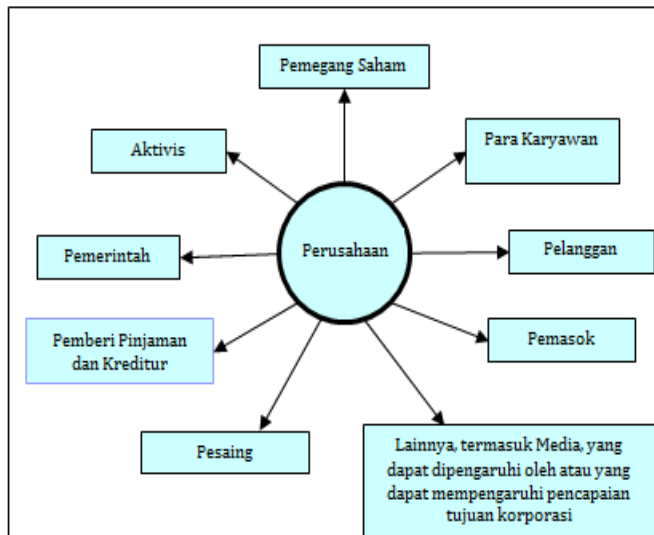 Pemegang Saham
Aktivis
Para Karyawan
Perusahaan
Pemerintah
Pelanggan
Pemberi Pinjaman
dan Kreditur
Pemasok
Pesaing
Lainnya, termasuk Media, yang
dapat dipengaruhi oleh atau yang
dapat mempengaruhi pencapaian
tujuan korporasi